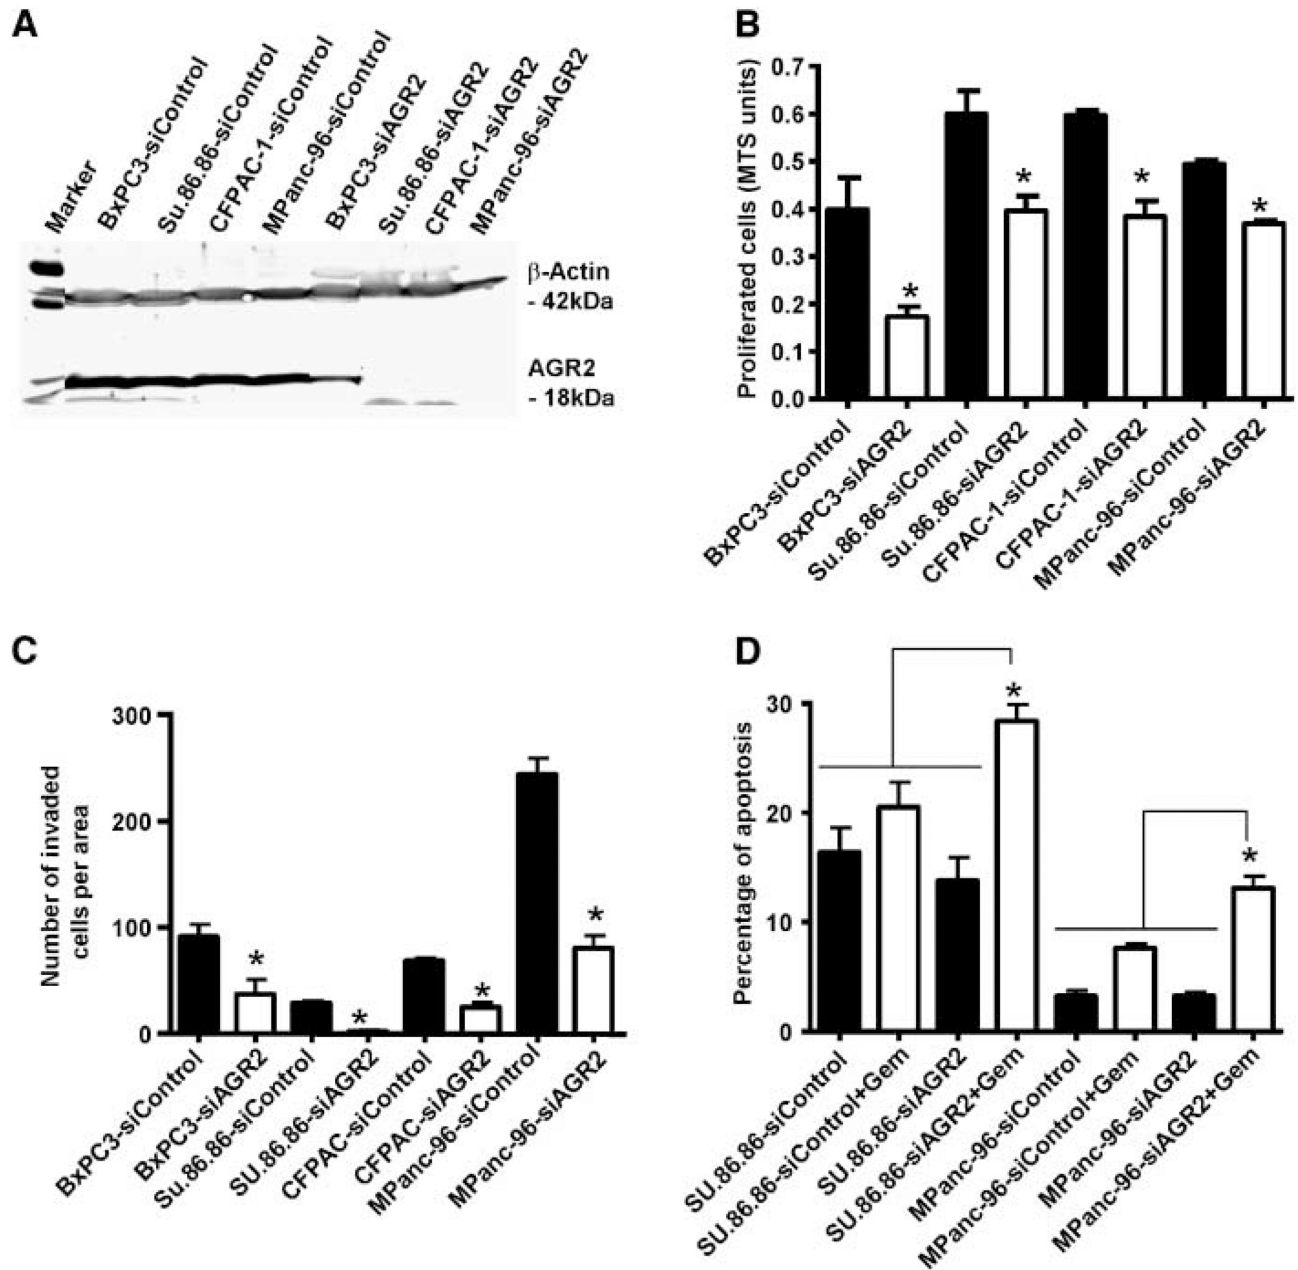 A
Marker
BxPC3-siControl
Su.86.86-siControl
CFPAC-1-siControl
MPanc-96-siControl
BxPC3-siAGR2
Su.86.86-siAGR2
CFPAC-1-siAGR2
MPanc-96-siAGR2
β-Actin
- 42kDa
AGR2
- 18kDa
B
Proliferated cells (MTS units)
0.7
0.6
0.5
0.4
0.3
0.2
0.1
0.0
*
*
*
*
BxPC3-siControl
BxPC3-siAGR2
Su.86.86-siControl
Su.86.86-siAGR2
CFPAC-1-siControl
CFPAC-1-siAGR2
MPanc-96-siControl
MPanc-96-siAGR2
C
Number of invaded
cells per area
300
200
100
0
*
*
*
*
BxPC3-siControl
BxPC3-siAGR2
Su.86.86-siControl
SU.86.86-siAGR2
CFPAC-siControl
CFPAC-siAGR2
MPanc-96-siControl
MPanc-96-siAGR2
D
Percentage of apoptosis
30
20
10
0
*
*
SU.86.86-siControl
SU.86.86-siControl+Gem
SU.86.86-siAGR2
SU.86.86-siAGR2+Gem
MPanc-96-siControl
MPanc-96-siControl+Gem
MPanc-96-siAGR2
MPanc-96-siAGR2+Gem